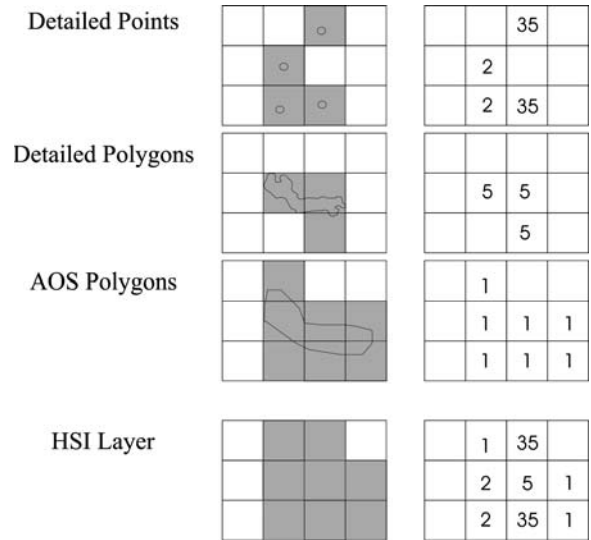 Detailed Points
35
2
2 35
Detailed Polygons
5 5
5
AOS Polygons
1
1 1 1
1 1 1
HSI Layer
1 35
2 5 1
2 35 1